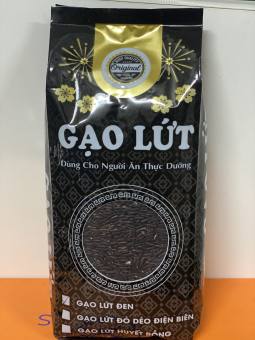 Original
GẠO LỨT
Dùng Cho Người Ăn Thực Dưỡng
GẠO LỨT ĐEN
GẠO LỨT ĐỎ DẺO ĐIỆN BIÊN
GẠO LỨT HUYẾT RỒNG
S